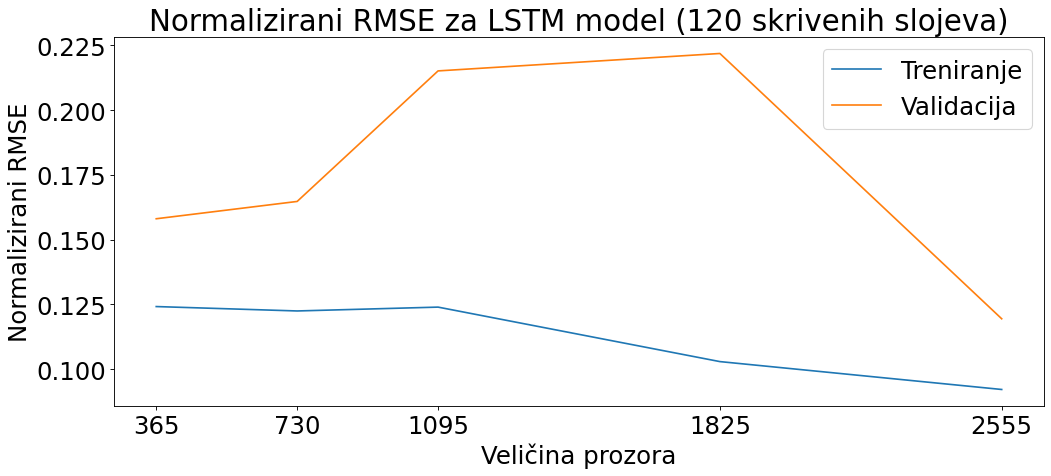 Normalizirani RMSE za LSTM model (120 skrivenih slojeva)
Treniranje
Validacija
Normalizirani RMSE
0.225
0.200
0.175
0.150
0.125
0.100
365 730 1095 1825 2555
Veličina prozora